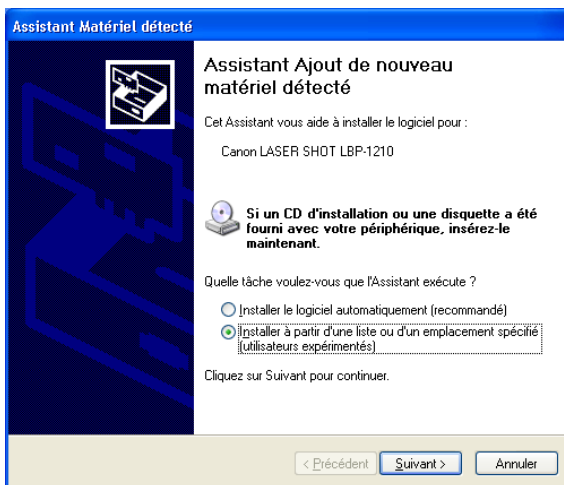 Assistant Matériel détecté
Assistant Ajout de nouveau
matériel détecté
Cet Assistant vous aide à installer le logiciel pour :
Canon LASER SHOT LBP-1210
Si un CD d'installation ou une disquette a été
fourni avec votre périphérique, insérez-le
maintenant.
Quelle tâche voulez-vous que l'Assistant exécute ?
Installer le logiciel automatiquement (recommandé)
Installer à partir d'une liste ou d'un emplacement spécifié
(utilisateurs expérimentés)
Cliquez sur Suivant pour continuer.
< Précédent Suivant > Annuler